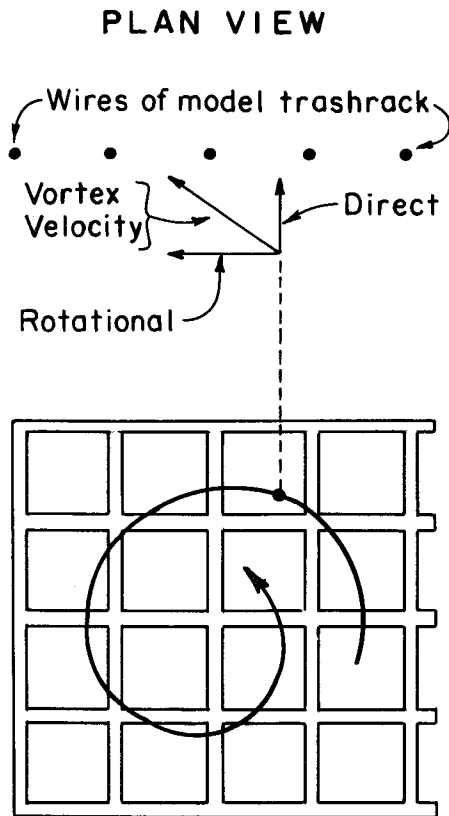 PLAN VIEW
Wires of model trashrack
Vortex
Velocity
Direct
Rotational